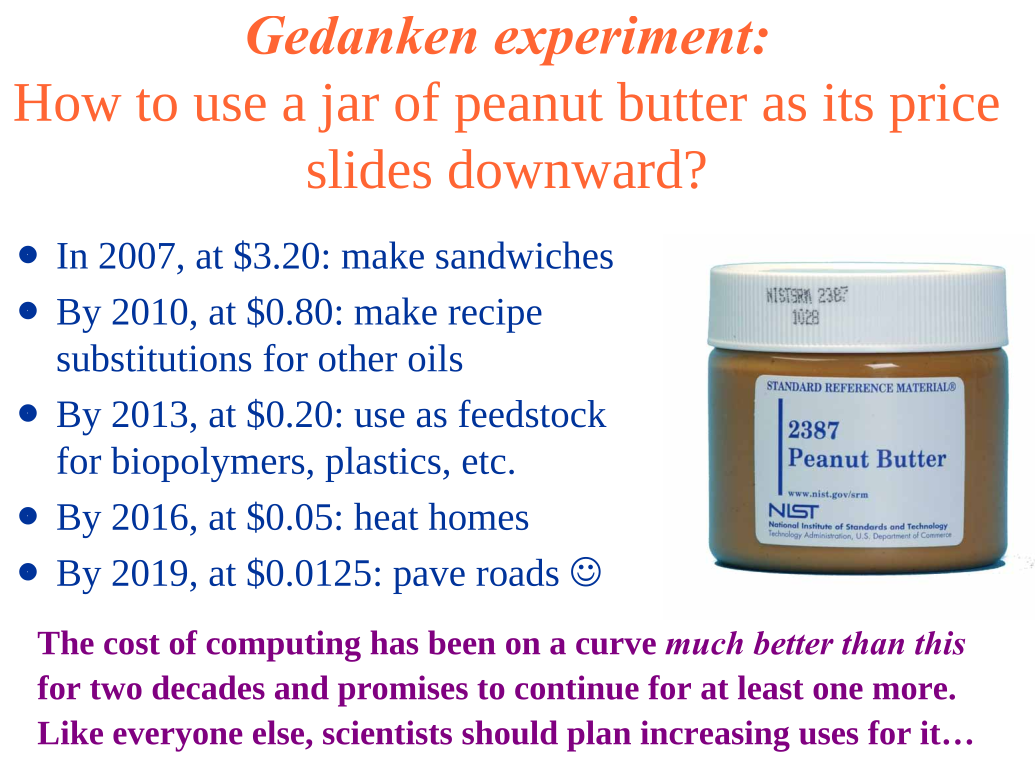 Gedanken experiment:
How to use a jar of peanut butter as its price
slides downward?
• In 2007, at $3.20: make sandwiches
• By 2010, at $0.80: make recipe
substitutions for other oils
• By 2013, at $0.20: use as feedstock
for biopolymers, plastics, etc.
• By 2016, at $0.05: heat homes
• By 2019, at $0.0125: pave roads ☺
NISTSRM 2387
1028
STANDARD REFERENCE MATERIAL®
2387
Peanut Butter
www.nist.gov/srm
NIST
National Institute of Standards and Technology
Technology Administration, U.S. Department of Commerce
The cost of computing has been on a curve much better than this
for two decades and promises to continue for at least one more.
Like everyone else, scientists should plan increasing uses for it…